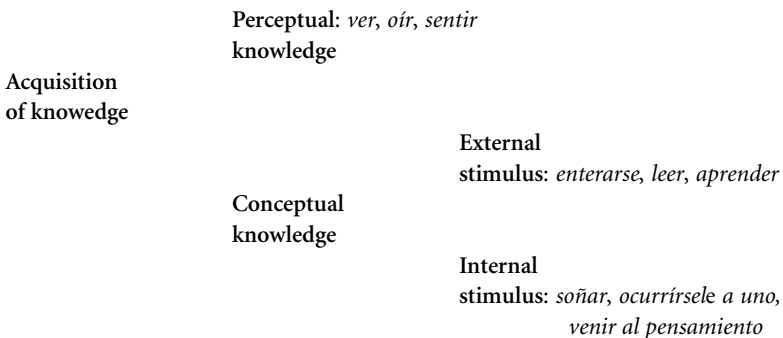 Perceptual: ver, oír, sentir
knowledge
Acquisition
of knowedge
External
stimulus: enterarse, leer, aprender
Conceptual
knowledge
Internal
stimulus: soñar, ocurrírsele a uno,
venir al pensamiento